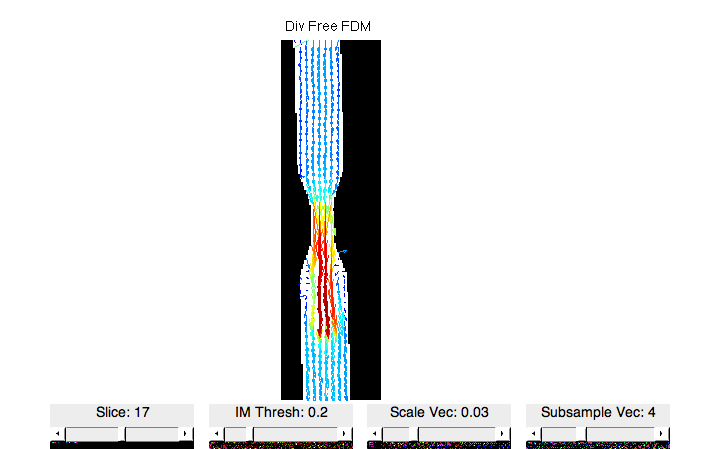 Div Free FDM
Slice: 17
IM Thresh: 0.2
Scale Vec: 0.03
Subsample Vec: 4